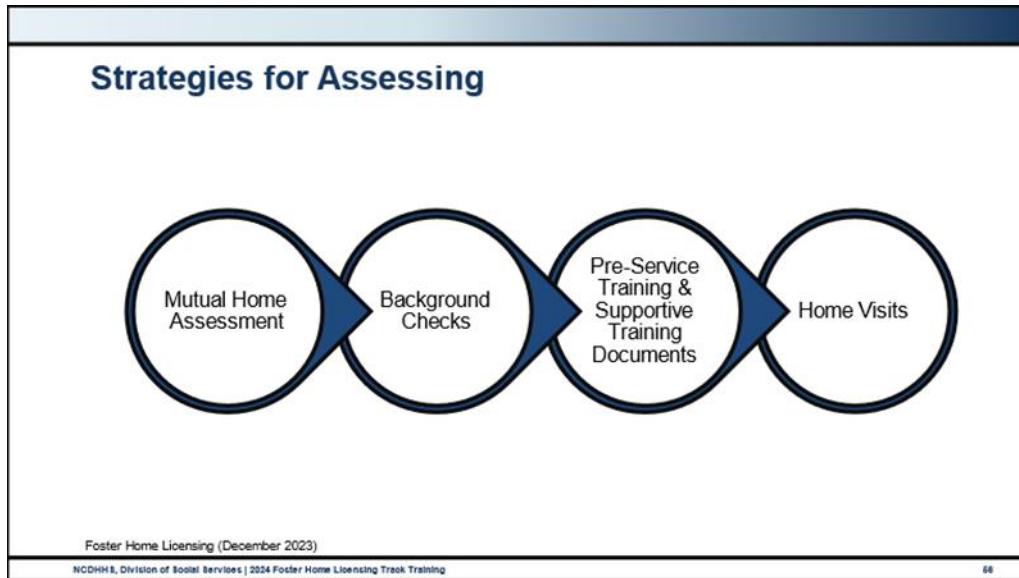 Strategies for Assessing
Mutual Home
Assessment
Background
Checks
Pre-Service
Training &
Supportive
Training
Documents
Home Visits
Foster Home Licensing (December 2023)
NCDHHS, Division of Social Services | 2024 Foster Home Licensing Track Training
56